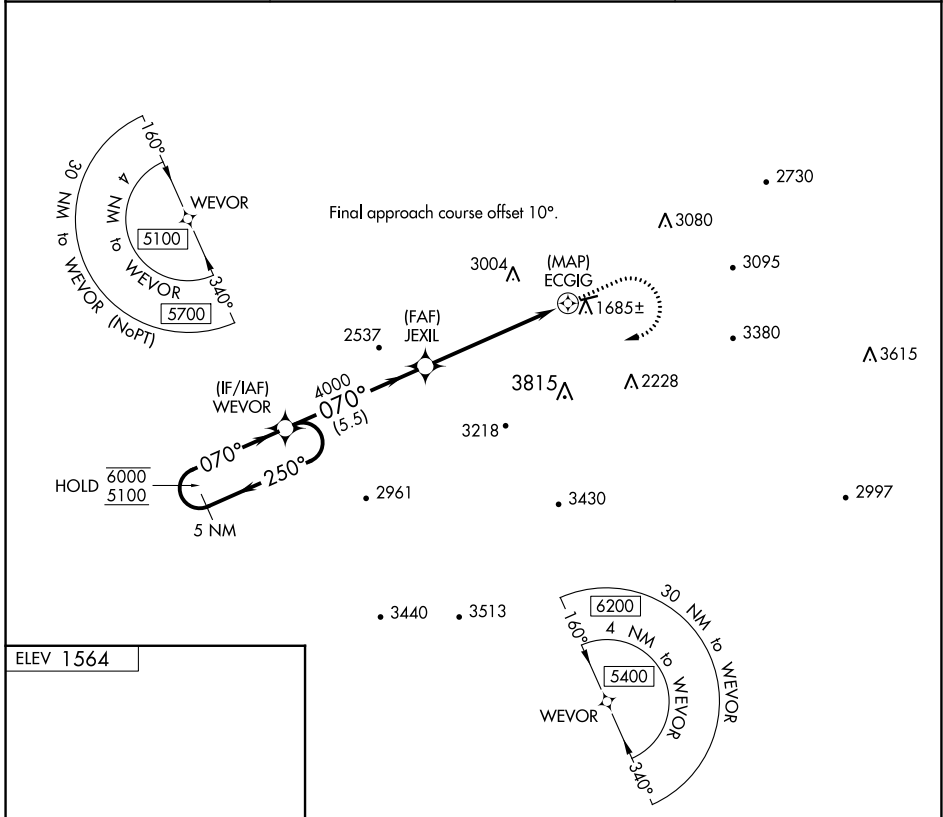 160°
30 NM to WEVOR (NoPT)
4 NM to WEVOR
WEVOR
5100
340°
5700
Final approach course offset 10°.
2730
3080
3004
(MAP)
ECGIG
3095
1685±
(FAF)
JEXIL
2537
3380
3615
(IF/IAF)
WEVOR
4000
070°
(5.5)
3815
2228
3218
070°
250°
HOLD 6000
5100
5 NM
2961
3430
2997
3440
3513
6200
30 NM to WEVOR
160°
4 NM to WEVOR
5400
WEVOR
340°
ELEV 1564